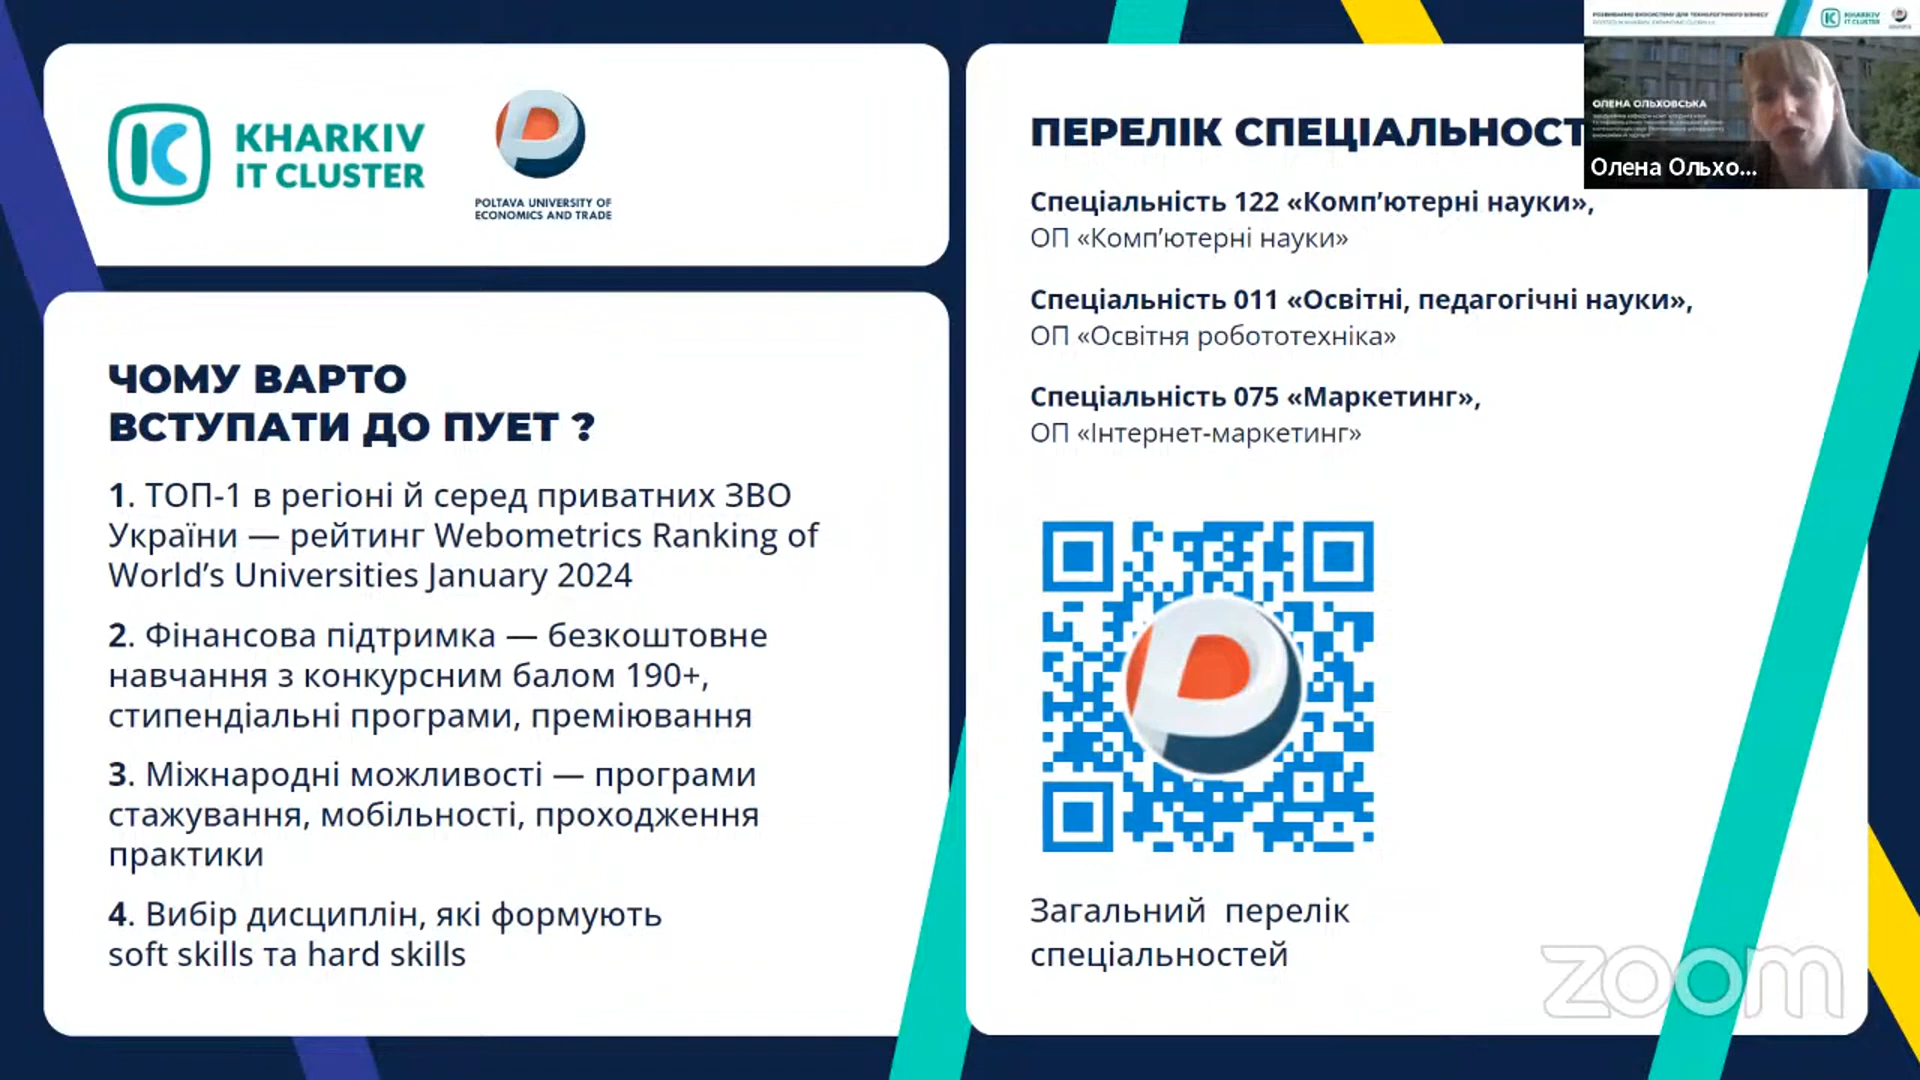 KHARKIV
IT CLUSTER
POLTAVA UNIVERSITY OF
ECONOMICS AND TRADE
ЧОМУ ВАРТО
ВСТУПАТИ ДО ПУЕТ ?
1. ТОП-1 в регіоні й серед приватних ЗВО
України — рейтинг Webometrics Ranking of
World’s Universities January 2024
2. Фінансова підтримка — безкоштовне
навчання з конкурсним балом 190+,
стипендіальні програми, преміювання
3. Міжнародні можливості — програми
стажування, мобільності, проходження
практики
4. Вибір дисциплін, які формують
soft skills та hard skills
ПЕРЕЛІК СПЕЦІАЛЬНОСТ
Спеціальність 122 «Комп’ютерні науки»,
ОП «Комп’ютерні науки»
Спеціальність 011 «Освітні, педагогічні науки»,
ОП «Освітня робототехніка»
Спеціальність 075 «Маркетинг»,
ОП «Інтернет-маркетинг»
Загальний перелік
спеціальностей
KHARKIV
IT CLUSTER
ОЛЕНА ОЛЬХОВСЬКА
Олена Ольхо...
zoom